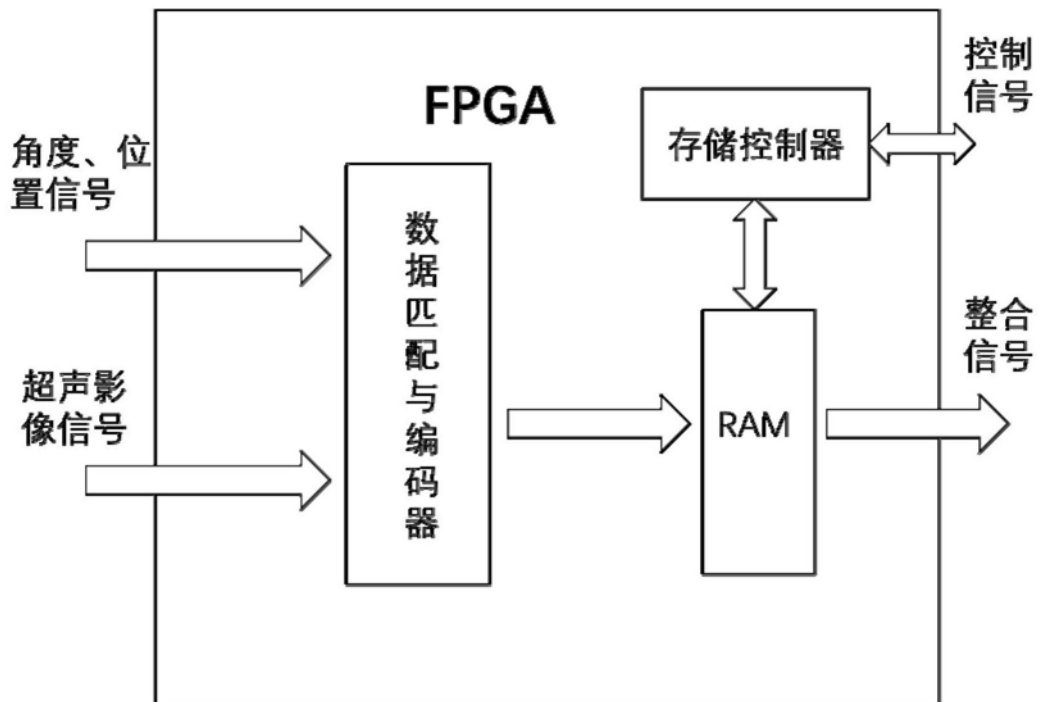 FPGA
角度、位
置信号
超声影
像信号
数
据
匹
配
与
编
码
器
存储控制器
RAM
控制
信号
整合
信号